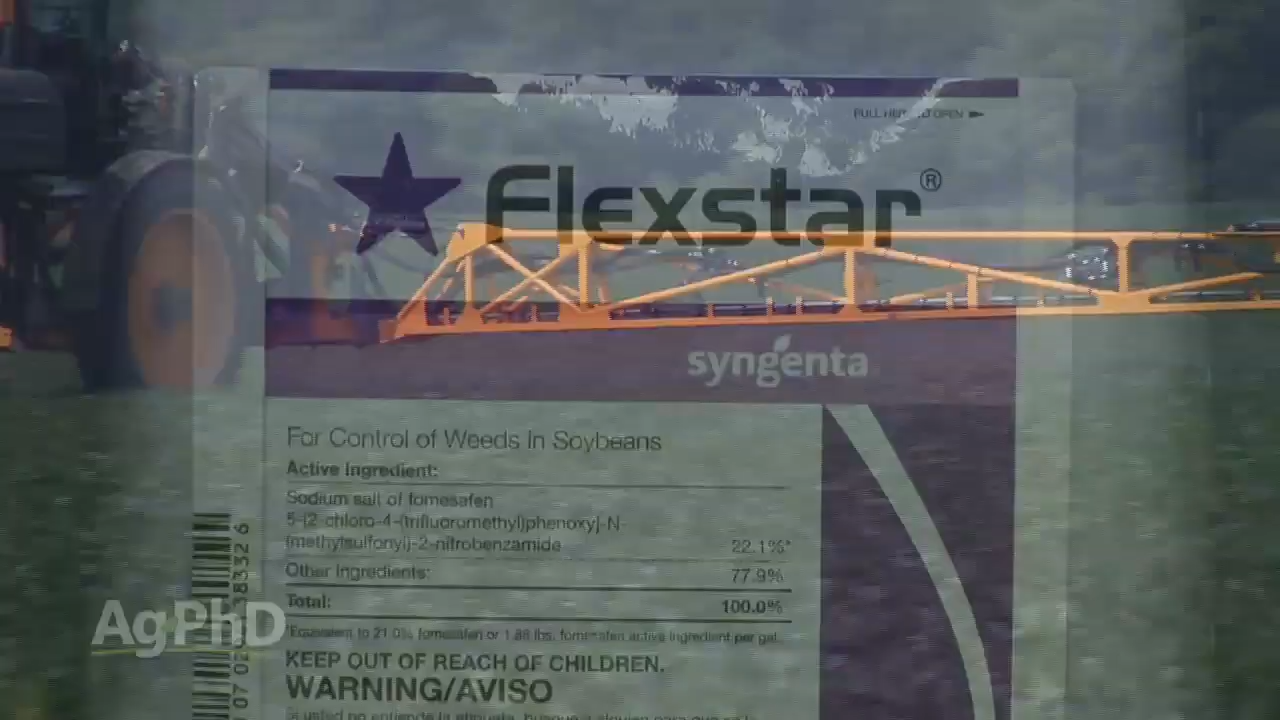 PULL HERE TO OPEN
Flexstar®
syngenta
For Control of Weeds in Soybeans
Active Ingredient:
Sodium salt of fomesafen
5-[2-chloro-4-(trifluoromethyl)phenoxy]-N-
(methylsulfonyl)-2-nitrobenzamide 22.1%*
Other Ingredients: 77.9%
Total: 100.0%
*Equivalent to 21.0% fomesafen or 1.88 lbs. fomesafen active ingredient per gal.
KEEP OUT OF REACH OF CHILDREN.
WARNING/AVISO
AgPhD